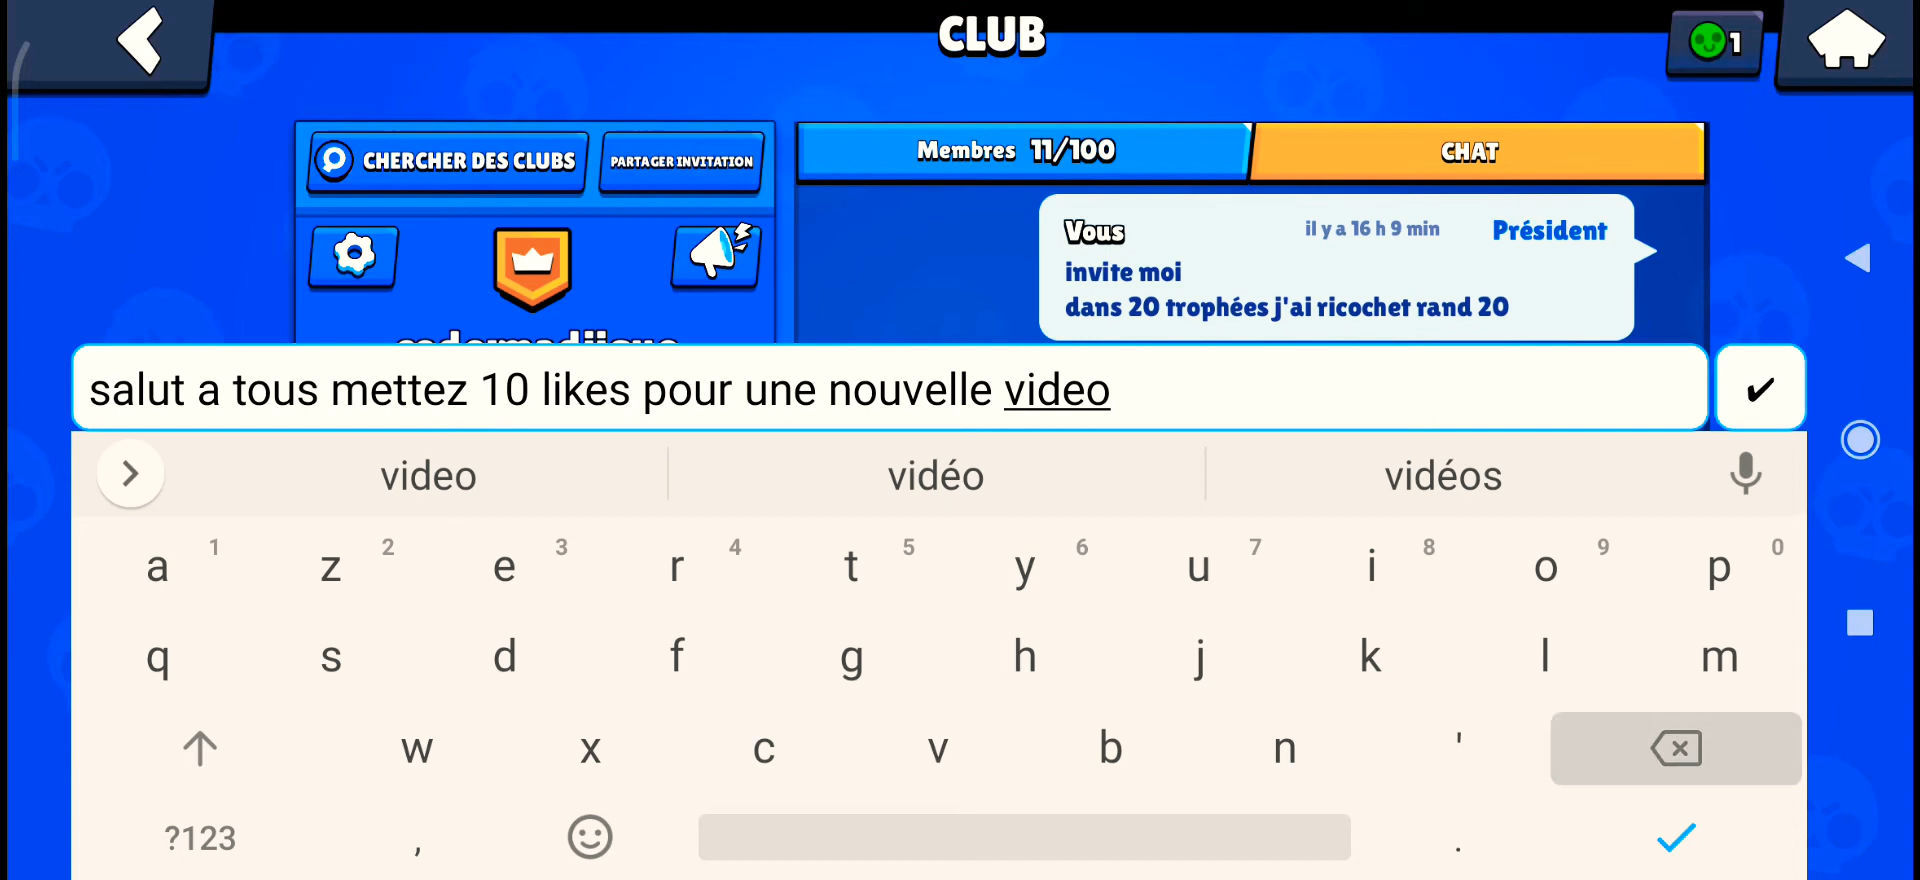 CLUB
1
CHERCHER DES CLUBS
PARTAGER INVITATION
Membres 11/100
CHAT
Vous
il y a 16 h 9 min
Président
invite moi
dans 20 trophées j'ai ricochet rand 20
salut a tous mettez 10 likes pour une nouvelle video
video
vidéo
vidéos
a 1 z 2 e 3 r 4 t 5 y 6 u 7 i 8 o 9 p 0
q s d f g h j k l m
w x c v b n '
?123 , .